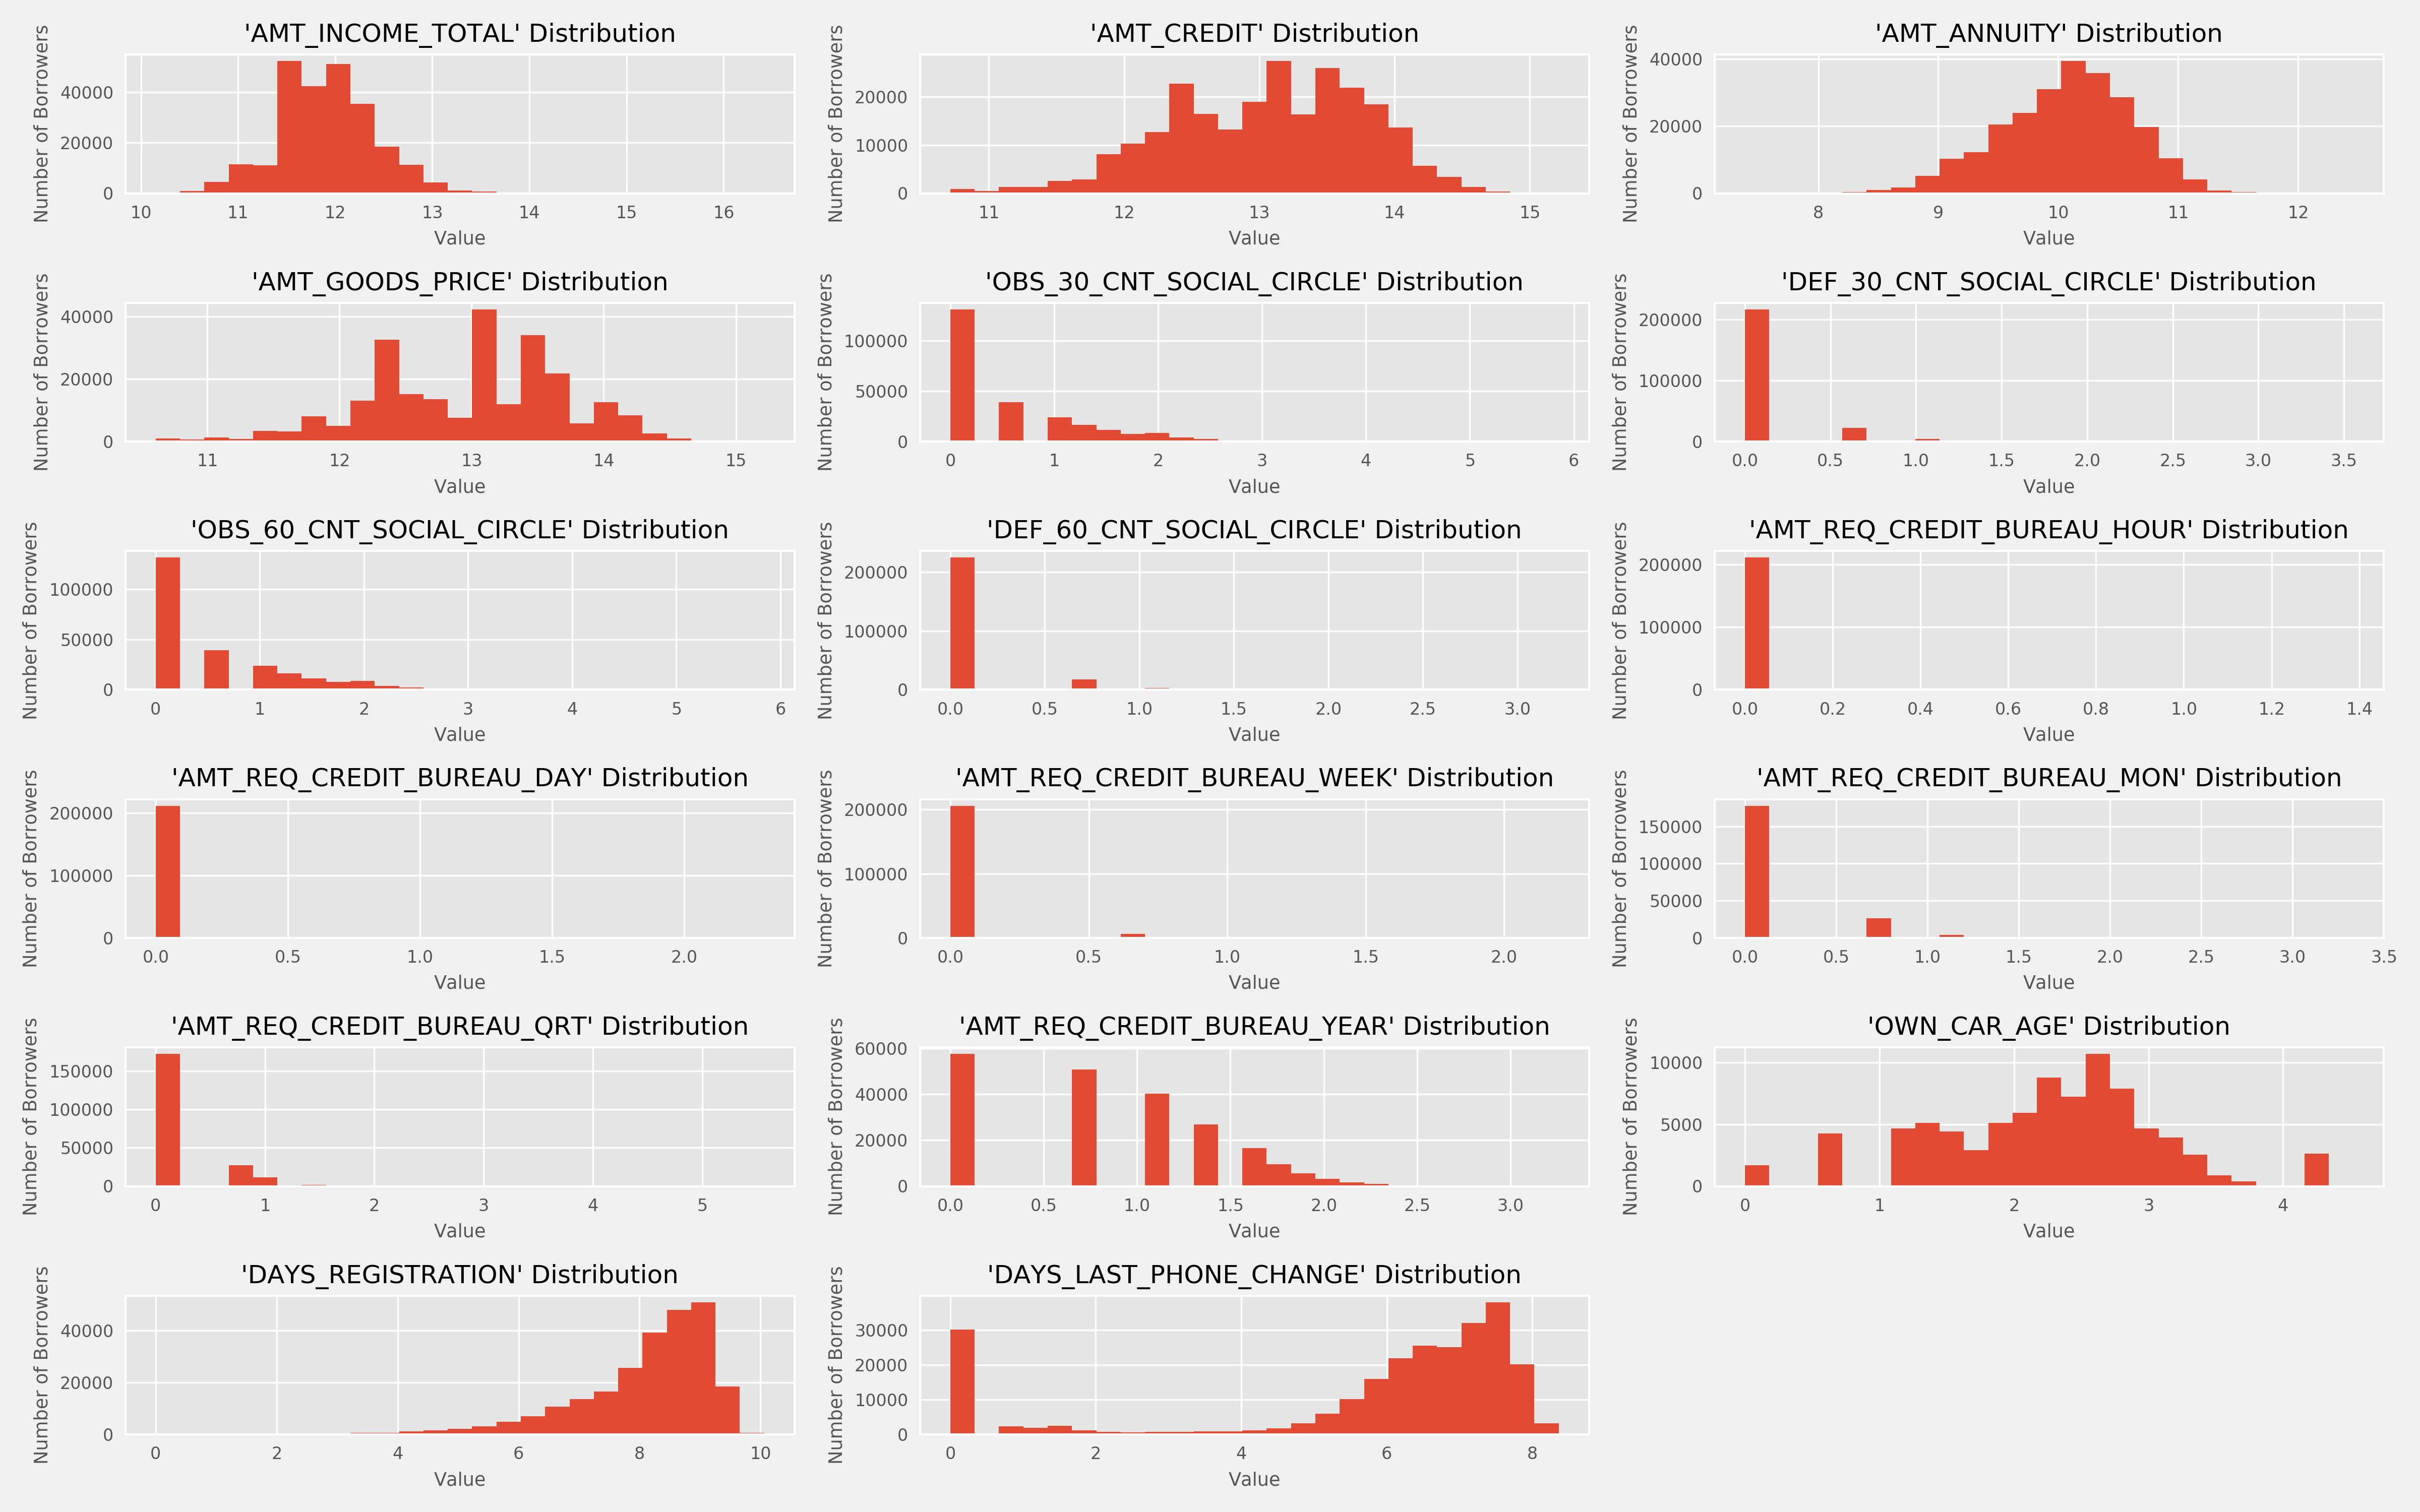 'AMT_INCOME_TOTAL' Distribution
Number of Borrowers
40000
20000
0
10 11 12 13 14 15 16
Value
'AMT_CREDIT' Distribution
Number of Borrowers
20000
10000
0
11 12 13 14 15
Value
'AMT_ANNUITY' Distribution
Number of Borrowers
40000
20000
0
8 9 10 11 12
Value
'AMT_GOODS_PRICE' Distribution
Number of Borrowers
40000
20000
0
11 12 13 14 15
Value
'OBS_30_CNT_SOCIAL_CIRCLE' Distribution
Number of Borrowers
100000
50000
0
0 1 2 3 4 5 6
Value
'DEF_30_CNT_SOCIAL_CIRCLE' Distribution
Number of Borrowers
200000
100000
0
0.0 0.5 1.0 1.5 2.0 2.5 3.0 3.5
Value
'OBS_60_CNT_SOCIAL_CIRCLE' Distribution
Number of Borrowers
100000
50000
0
0 1 2 3 4 5 6
Value
'DEF_60_CNT_SOCIAL_CIRCLE' Distribution
Number of Borrowers
200000
100000
0
0.0 0.5 1.0 1.5 2.0 2.5 3.0
Value
'AMT_REQ_CREDIT_BUREAU_HOUR' Distribution
Number of Borrowers
200000
100000
0
0.0 0.2 0.4 0.6 0.8 1.0 1.2 1.4
Value
'AMT_REQ_CREDIT_BUREAU_DAY' Distribution
Number of Borrowers
200000
100000
0
0.0 0.5 1.0 1.5 2.0
Value
'AMT_REQ_CREDIT_BUREAU_WEEK' Distribution
Number of Borrowers
200000
100000
0
0.0 0.5 1.0 1.5 2.0
Value
'AMT_REQ_CREDIT_BUREAU_MON' Distribution
Number of Borrowers
150000
100000
50000
0
0.0 0.5 1.0 1.5 2.0 2.5 3.0 3.5
Value
'AMT_REQ_CREDIT_BUREAU_QRT' Distribution
Number of Borrowers
150000
100000
50000
0
0 1 2 3 4 5
Value
'AMT_REQ_CREDIT_BUREAU_YEAR' Distribution
Number of Borrowers
60000
40000
20000
0
0.0 0.5 1.0 1.5 2.0 2.5 3.0
Value
'OWN_CAR_AGE' Distribution
Number of Borrowers
10000
5000
0
0 1 2 3 4
Value
'DAYS_REGISTRATION' Distribution
Number of Borrowers
40000
20000
0
0 2 4 6 8 10
Value
'DAYS_LAST_PHONE_CHANGE' Distribution
Number of Borrowers
30000
20000
10000
0
0 2 4 6 8
Value